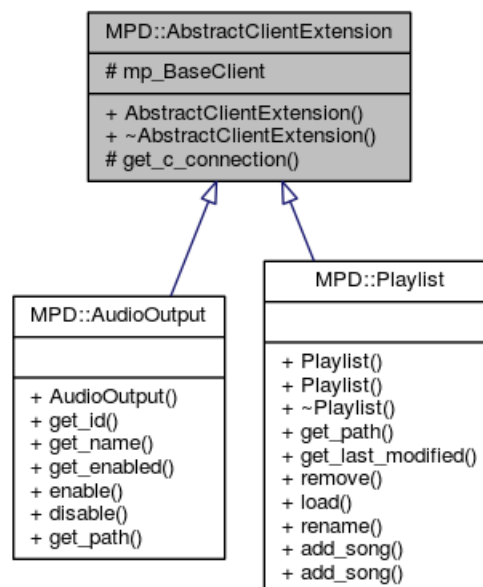 MPD::AbstractClientExtension
# mp_BaseClient
+ AbstractClientExtension()
+ ~AbstractClientExtension()
# get_c_connection()
MPD::AudioOutput
+ AudioOutput()
+ get_id()
+ get_name()
+ get_enabled()
+ enable()
+ disable()
+ get_path()
MPD::Playlist
+ Playlist()
+ Playlist()
+ ~Playlist()
+ get_path()
+ get_last_modified()
+ remove()
+ load()
+ rename()
+ add_song()
+ add_song()